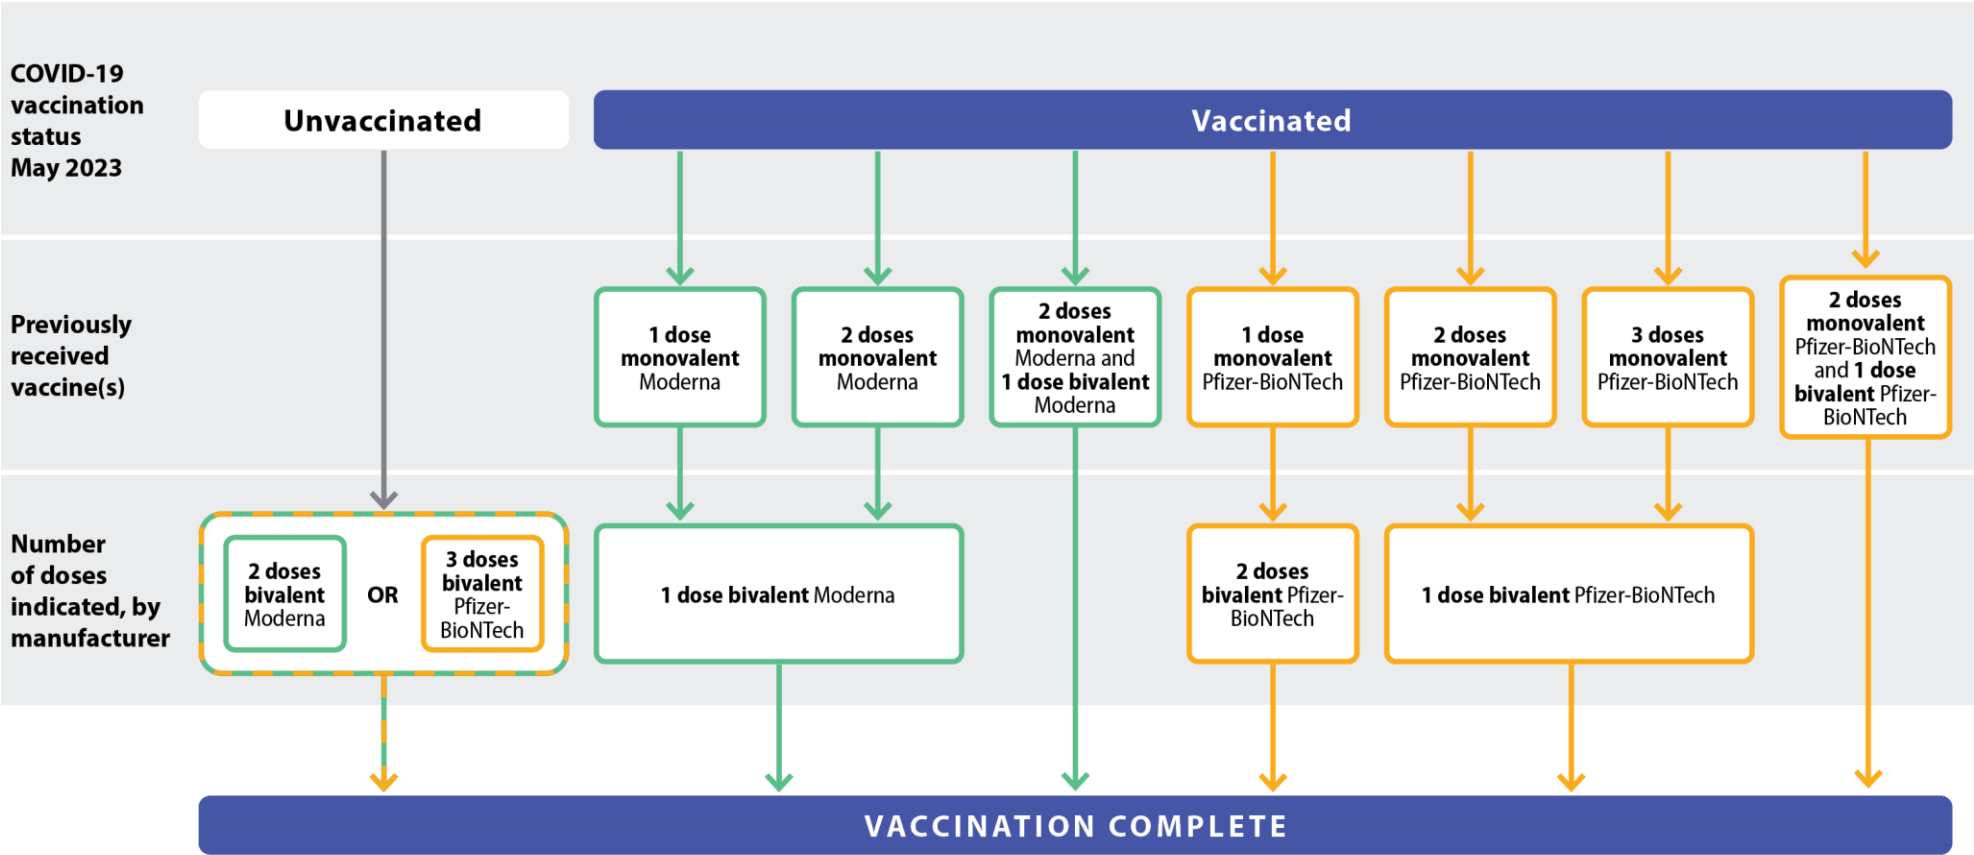 COVID-19
vaccination
status
May 2023
Unvaccinated
Vaccinated
Previously
received
vaccine(s)
1 dose
monovalent
Moderna
2 doses
monovalent
Moderna
2 doses
monovalent
Moderna and
1 dose bivalent
Moderna
1 dose
monovalent
Pfizer-BioNTech
2 doses
monovalent
Pfizer-BioNTech
3 doses
monovalent
Pfizer-BioNTech
2 doses
monovalent
Pfizer-BioNTech
and 1 dose
bivalent Pfizer-
BioNTech
Number
of doses
indicated, by
manufacturer
2 doses
bivalent
Moderna
OR
3 doses
bivalent
Pfizer-
BioNTech
1 dose bivalent Moderna
2 doses
bivalent Pfizer-
BioNTech
1 dose bivalent Pfizer-BioNTech
VACCINATION COMPLETE